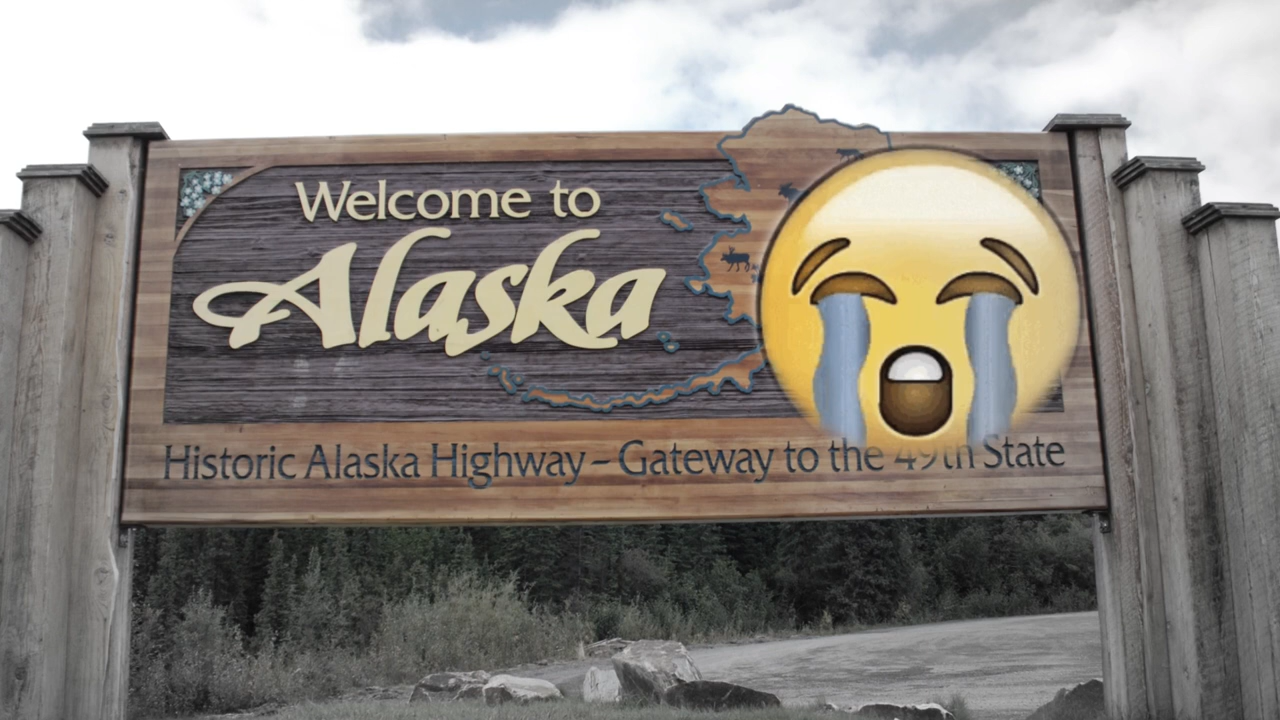 Welcome to
Alaska
Historic Alaska Highway – Gateway to the 49th State